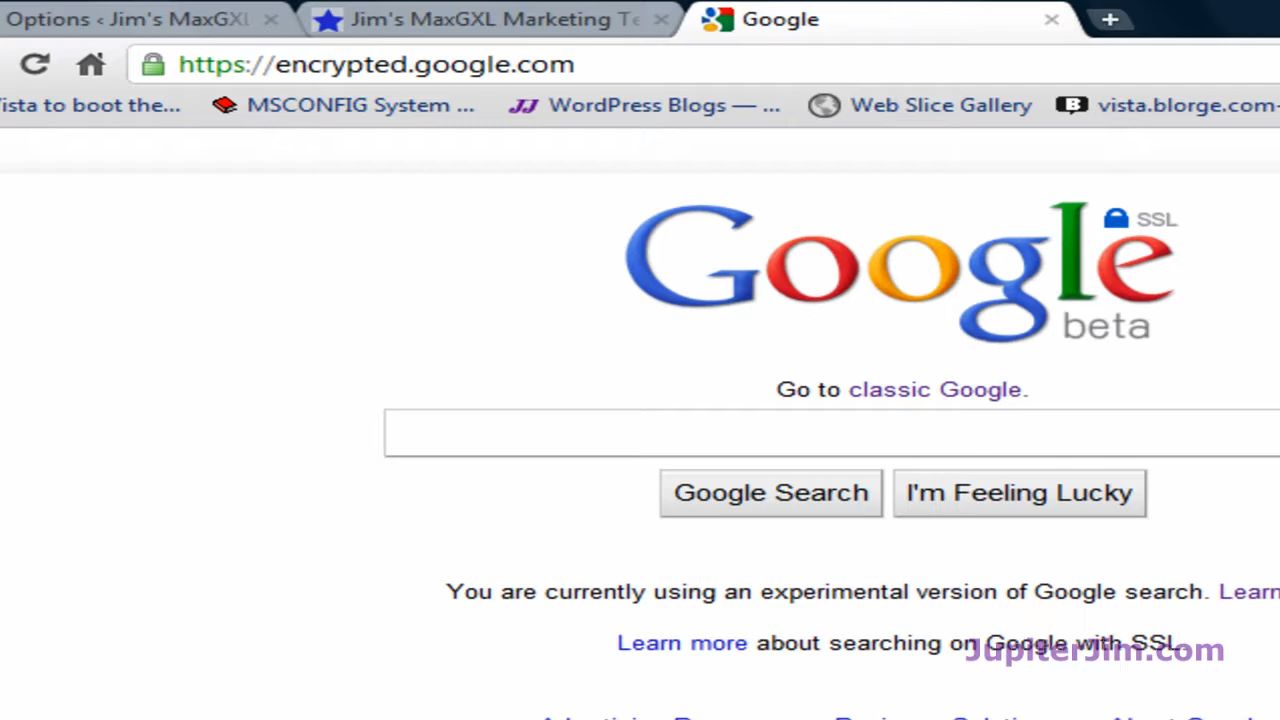 Options ‹ Jim's MaxGXL
Jim's MaxGXL Marketing Te
Google
https://encrypted.google.com
Vista to boot the...
MSCONFIG System ...
JJ
WordPress Blogs — ...
Web Slice Gallery
B
vista.blorge.com-
Google
SSL
beta
Go to classic Google.
Google Search
I'm Feeling Lucky
You are currently using an experimental version of Google search. Learn
Learn more about searching on Google with SSL.
JupiterJim.com